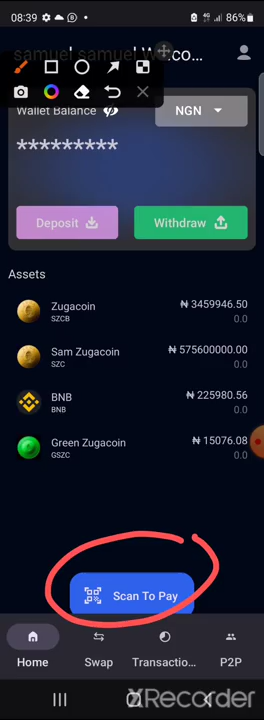 08:39
86%
samuel samuel W
co...
Wallet Balance
NGN
*********
Deposit
Withdraw
Assets
Zugacoin
₦ 3459946.50
SZCB
0.0
Sam Zugacoin
₦ 575600000.00
SZC
0.0
BNB
₦ 225980.56
BNB
0.0
Green Zugacoin
₦ 15076.08
GSZC
0.0
Scan To Pay
Home
Swap
Transactio...
P2P
XRecorder